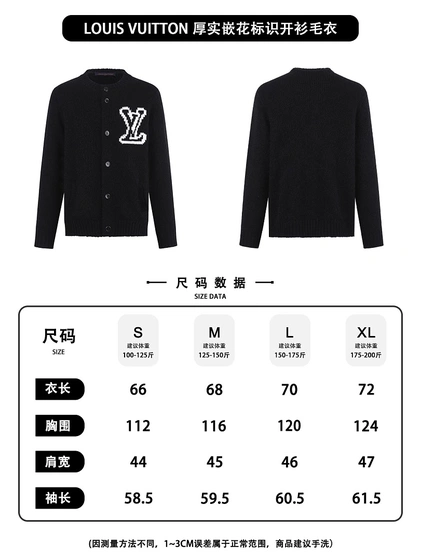 LOUIS VUITTON 厚实嵌花标识开衫毛衣
尺码数据
SIZE DATA
尺码 S M L XL
SIZE 建议体重 建议体重 建议体重 建议体重
100-125斤 125-150斤 150-175斤 175-200斤
衣长 66 68 70 72
胸围 112 116 120 124
肩宽 44 45 46 47
袖长 58.5 59.5 60.5 61.5
(因测量方法不同，1~3CM误差属于正常范围，商品建议手洗)